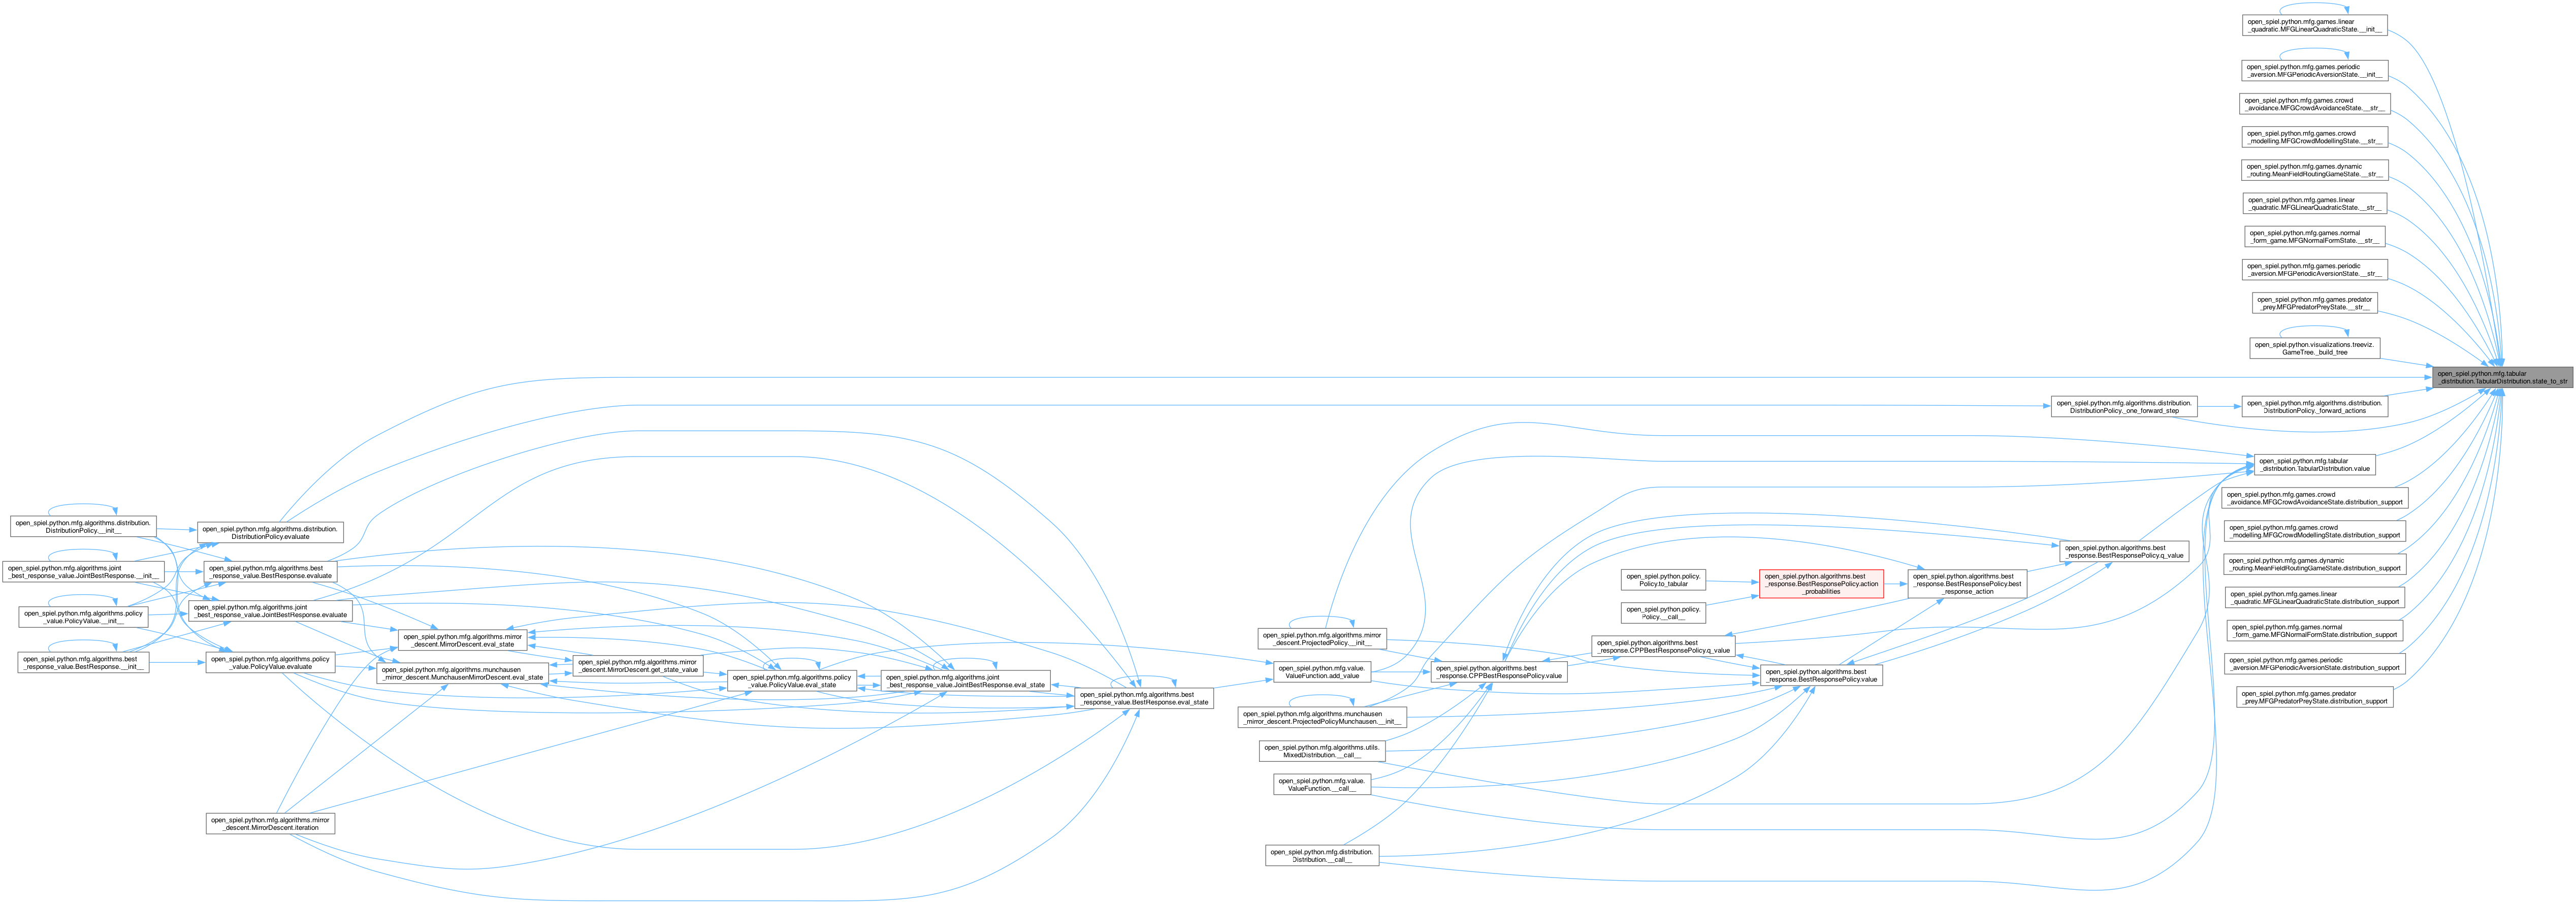 open_spiel.python.mfg.games.linear
_quadratic.MFGLinearQuadraticState.__init__
open_spiel.python.mfg.games.periodic
_aversion.MFGPeriodicAversionState.__init__
open_spiel.python.mfg.games.crowd
_avoidance.MFGCrowdAvoidanceState.__str__
open_spiel.python.mfg.games.crowd
_modelling.MFGCrowdModellingState.__str__
open_spiel.python.mfg.games.dynamic
_routing.MeanFieldRoutingGameState.__str__
open_spiel.python.mfg.games.linear
_quadratic.MFGLinearQuadraticState.__str__
open_spiel.python.mfg.games.normal
_form_game.MFGNormalFormState.__str__
open_spiel.python.mfg.games.periodic
_aversion.MFGPeriodicAversionState.__str__
open_spiel.python.mfg.games.predator
_prey.MFGPredatorPreyState.__str__
open_spiel.python.visualizations.treeviz.
GameTree._build_tree
open_spiel.python.mfg.tabular
_distribution.TabularDistribution.state_to_str
open_spiel.python.mfg.algorithms.distribution.
DistributionPolicy._one_forward_step
open_spiel.python.mfg.algorithms.distribution.
DistributionPolicy._forward_actions
open_spiel.python.mfg.tabular
_distribution.TabularDistribution.value
open_spiel.python.mfg.games.crowd
_avoidance.MFGCrowdAvoidanceState.distribution_support
open_spiel.python.mfg.games.crowd
_modelling.MFGCrowdModellingState.distribution_support
open_spiel.python.mfg.games.dynamic
_routing.MeanFieldRoutingGameState.distribution_support
open_spiel.python.mfg.games.linear
_quadratic.MFGLinearQuadraticState.distribution_support
open_spiel.python.mfg.games.normal
_form_game.MFGNormalFormState.distribution_support
open_spiel.python.mfg.games.periodic
_aversion.MFGPeriodicAversionState.distribution_support
open_spiel.python.mfg.games.predator
_prey.MFGPredatorPreyState.distribution_support
open_spiel.python.mfg.algorithms.best
_response.BestResponsePolicy.q_value
open_spiel.python.mfg.algorithms.best
_response.BestResponsePolicy.best
_response_action
open_spiel.python.mfg.algorithms.best
_response.BestResponsePolicy.action
_probabilities
open_spiel.python.policy.
Policy.to_tabular
open_spiel.python.policy.
Policy.__call__
open_spiel.python.mfg.algorithms.best
_response.CPPBestResponsePolicy.q_value
open_spiel.python.mfg.algorithms.best
_response.BestResponsePolicy.value
open_spiel.python.mfg.algorithms.best
_response.CPPBestResponsePolicy.value
open_spiel.python.mfg.algorithms.mirror
_descent.ProjectedPolicy.__init__
open_spiel.python.mfg.value.
ValueFunction.add_value
open_spiel.python.mfg.algorithms.munchausen
_mirror_descent.ProjectedPolicyMunchausen.__init__
open_spiel.python.mfg.algorithms.utils.
MixedDistribution.__call__
open_spiel.python.mfg.value.
ValueFunction.__call__
open_spiel.python.mfg.distribution.
Distribution.__call__
open_spiel.python.mfg.algorithms.best
_response_value.BestResponse.eval_state
open_spiel.python.mfg.algorithms.joint
_best_response_value.JointBestResponse.eval_state
open_spiel.python.mfg.algorithms.policy
_value.PolicyValue.eval_state
open_spiel.python.mfg.algorithms.mirror
_descent.MirrorDescent.get_state_value
open_spiel.python.mfg.algorithms.munchausen
_mirror_descent.MunchausenMirrorDescent.eval_state
open_spiel.python.mfg.algorithms.mirror
_descent.MirrorDescent.eval_state
open_spiel.python.mfg.algorithms.distribution.
DistributionPolicy.evaluate
open_spiel.python.mfg.algorithms.best
_response_value.BestResponse.evaluate
open_spiel.python.mfg.algorithms.joint
_best_response_value.JointBestResponse.evaluate
open_spiel.python.mfg.algorithms.policy
_value.PolicyValue.evaluate
open_spiel.python.mfg.algorithms.mirror
_descent.MirrorDescent.iteration
open_spiel.python.mfg.algorithms.distribution.
DistributionPolicy.__init__
open_spiel.python.mfg.algorithms.joint
_best_response_value.JointBestResponse.__init__
open_spiel.python.mfg.algorithms.policy
_value.PolicyValue.__init__
open_spiel.python.mfg.algorithms.best
_response_value.BestResponse.__init__